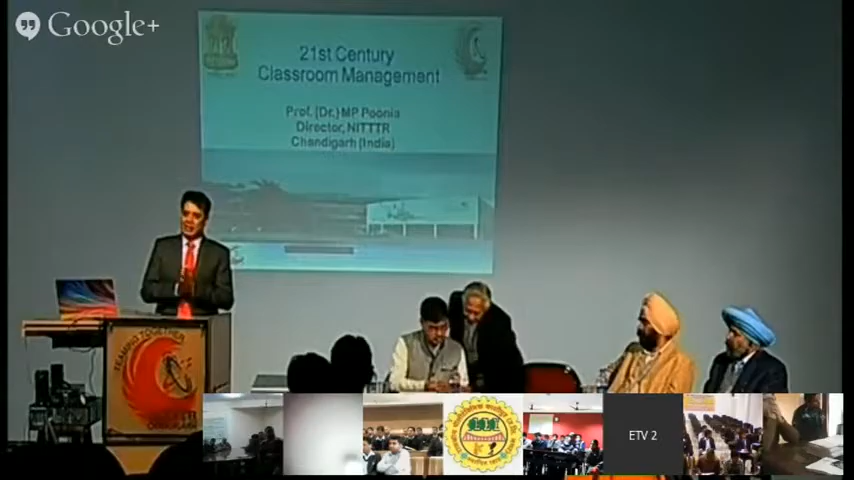 Google+
21st Century
Classroom Management
Prof. (Dr.) MP Poonia
Director, NITTTR
Chandigarh (India)
TEAMING TOGETHER
ETV 2